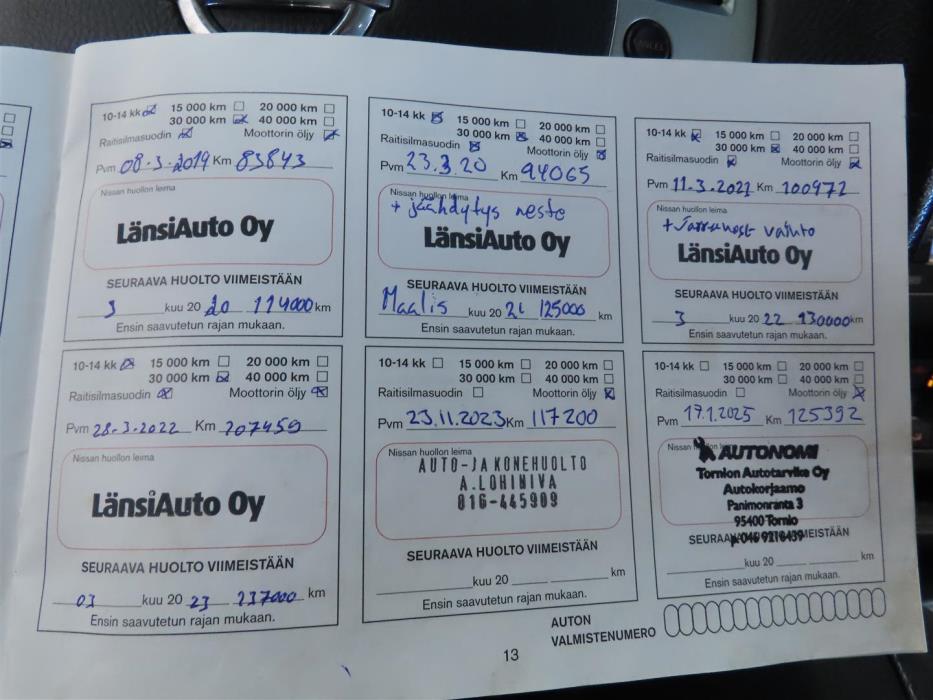 10-14 kk 15 000 km 20 000 km
30 000 km 40 000 km
Raitisilmasuodin Moottorin öljy
Pvm 08.3.2019 Km 83843
Nissan huollon leima
LänsiAuto Oy
SEURAAVA HUOLTO VIIMEISTÄÄN
3 kuu 20 20 114000 km
Ensin saavutetun rajan mukaan.
10-14 kk 15 000 km 20 000 km
30 000 km 40 000 km
Raitisilmasuodin Moottorin öljy
Pvm 23.3.20 Km 94065
Nissan huollon leima
+ jäähdytys neste
LänsiAuto Oy
SEURAAVA HUOLTO VIIMEISTÄÄN
Maalis kuu 20 21 125000 km
Ensin saavutetun rajan mukaan.
10-14 kk 15 000 km 20 000 km
30 000 km 40 000 km
Raitisilmasuodin Moottorin öljy
Pvm 11.3.2021 Km 100972
Nissan huollon leima
+ Jarrunest vaihto
LänsiAuto Oy
SEURAAVA HUOLTO VIIMEISTÄÄN
3 kuu 20 22 130000 km
Ensin saavutetun rajan mukaan.
10-14 kk 15 000 km 20 000 km
30 000 km 40 000 km
Raitisilmasuodin Moottorin öljy
Pvm 28.3.2022 Km 107459
Nissan huollon leima
LänsiAuto Oy
SEURAAVA HUOLTO VIIMEISTÄÄN
03 kuu 20 23 137000 km
Ensin saavutetun rajan mukaan.
10-14 kk 15 000 km 20 000 km
30 000 km 40 000 km
Raitisilmasuodin Moottorin öljy
Pvm 23.11.2023 Km 117200
Nissan huollon leima
AUTO-JA KONEHUOLTO
A.LOHINIVA
016-445909
SEURAAVA HUOLTO VIIMEISTÄÄN
kuu 20 km
Ensin saavutetun rajan mukaan.
10-14 kk 15 000 km 20 000 km
30 000 km 40 000 km
Raitisilmasuodin Moottorin öljy
Pvm 17.1.2025 Km 125392
Nissan huollon leima
AUTONOMI
Tornion Autotarvike Oy
Autokorjaamo
Panimonranta 3
95400 Tornio
SEURAAVA HUOLTO VIIMEISTÄÄN
kuu 20 km
Ensin saavutetun rajan mukaan.
AUTON
VALMISTENUMERO
13
CANCEL